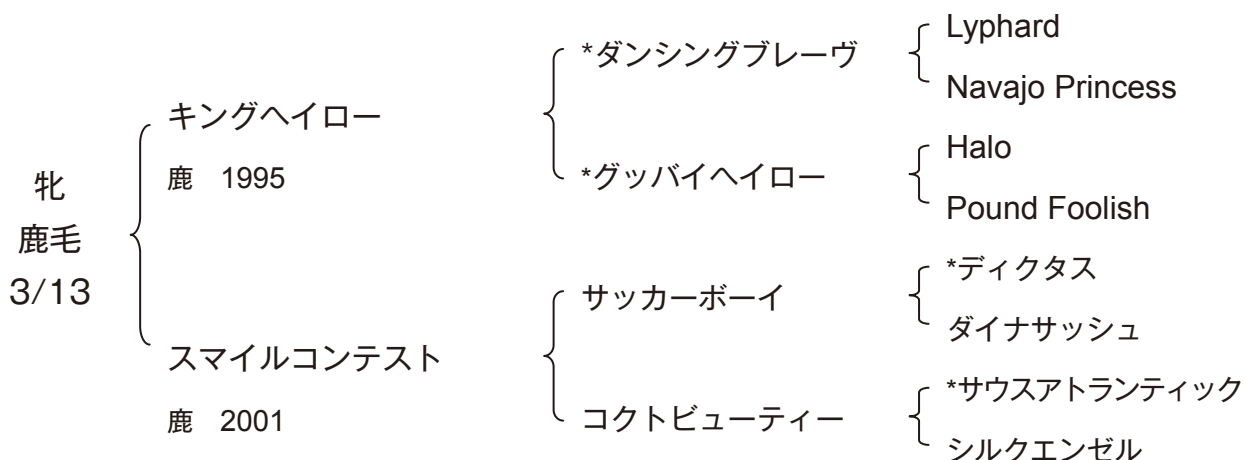 牝
鹿毛
3/13
キングヘイロー
鹿 1995
スマイルコンテスト
鹿 2001
*ダンシングブレーヴ
*グッバイヘイロー
サッカーボーイ
コクトビューティー
Lyphard
Navajo Princess
Halo
Pound Foolish
*ディクタス
ダイナサッシュ
*サウスアトランティック
シルクエンゼル